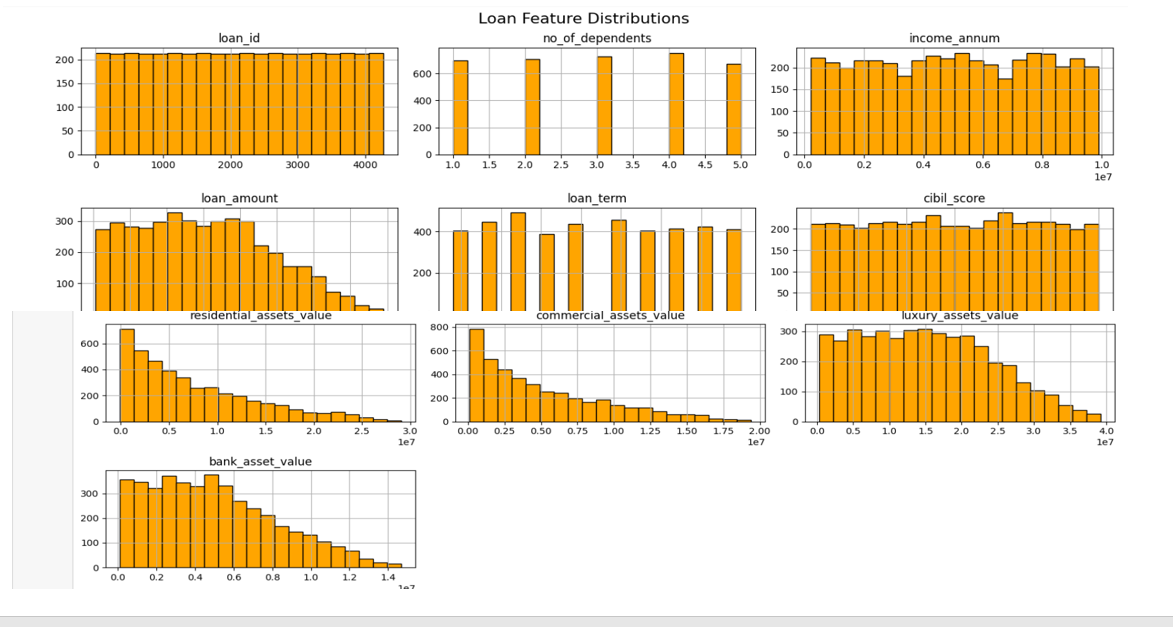 Loan Feature Distributions
loan_id no_of_dependents income_annum
200
150
100
50
0
0 1000 2000 3000 4000
600
400
200
0
1.0 1.5 2.0 2.5 3.0 3.5 4.0 4.5 5.0
200
150
100
50
0
0.0 0.2 0.4 0.6 0.8 1.0
1e7
loan_amount loan_term cibil_score
300
200
100
400
200
200
150
100
50
residential_assets_value commercial_assets_value luxury_assets_value
600
400
200
0
0.0 0.5 1.0 1.5 2.0 2.5 3.0
1e7
800
600
400
200
0
0.00 0.25 0.50 0.75 1.00 1.25 1.50 1.75 2.00
1e7
300
200
100
0
0.0 0.5 1.0 1.5 2.0 2.5 3.0 3.5 4.0
1e7
bank_asset_value
300
200
100
0
0.0 0.2 0.4 0.6 0.8 1.0 1.2 1.4
1e7